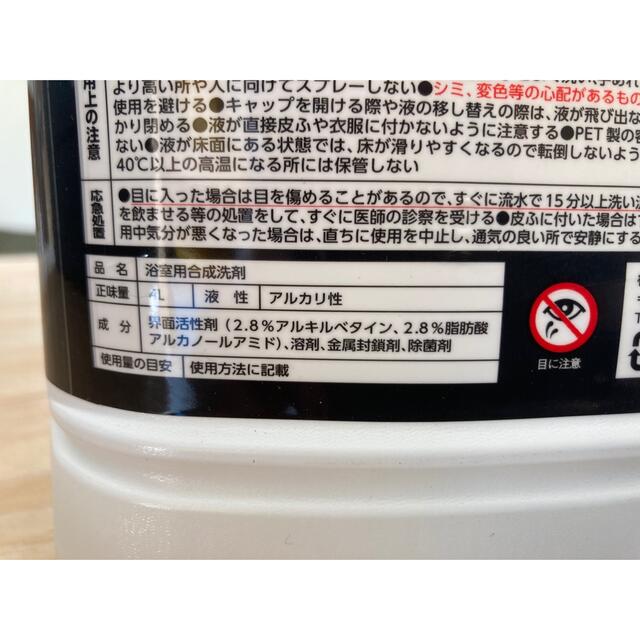 用上の注意
より高い所や人に向けてスプレーしない●シミ、変色等の心配があるもの
使用を避ける●キャップを開ける際や液の移し替えの際は、液が飛び出な
かり閉める●液が直接皮ふや衣服に付かないように注意する●PET製の容
ない●液が床面にある状態では、床が滑りやすくなるので転倒しないよう
40℃以上の高温になる所には保管しない
応急処置
●目に入った場合は目を傷めることがあるので、すぐに流水で15分以上洗い流
を飲ませる等の処置をして、すぐに医師の診察を受ける●皮ふに付いた場合は
用中気分が悪くなった場合は、直ちに使用を中止し、通気の良い所で安静にする
品名 浴室用合成洗剤
正味量 4L 液性 アルカリ性
成分 界面活性剤(2.8%アルキルベタイン、2.8%脂肪酸
アルカノールアミド)、溶剤、金属封鎖剤、除菌剤
使用量の目安 使用方法に記載
目に注意